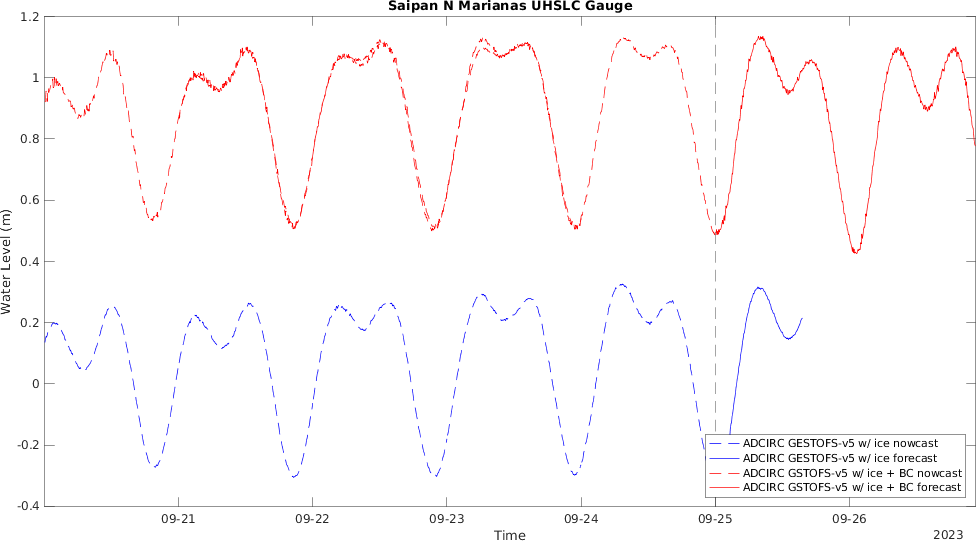 Saipan N Marianas UHSLC Gauge
1.2
1
0.8
0.6
0.4
0.2
0
-0.2
-0.4
Water Level (m)
ADCIRC GESTOFS-v5 w/ ice nowcast
ADCIRC GESTOFS-v5 w/ ice forecast
ADCIRC GSTOFS-v5 w/ ice + BC nowcast
ADCIRC GSTOFS-v5 w/ ice + BC forecast
09-21 09-22 09-23 09-24 09-25 09-26
Time
2023